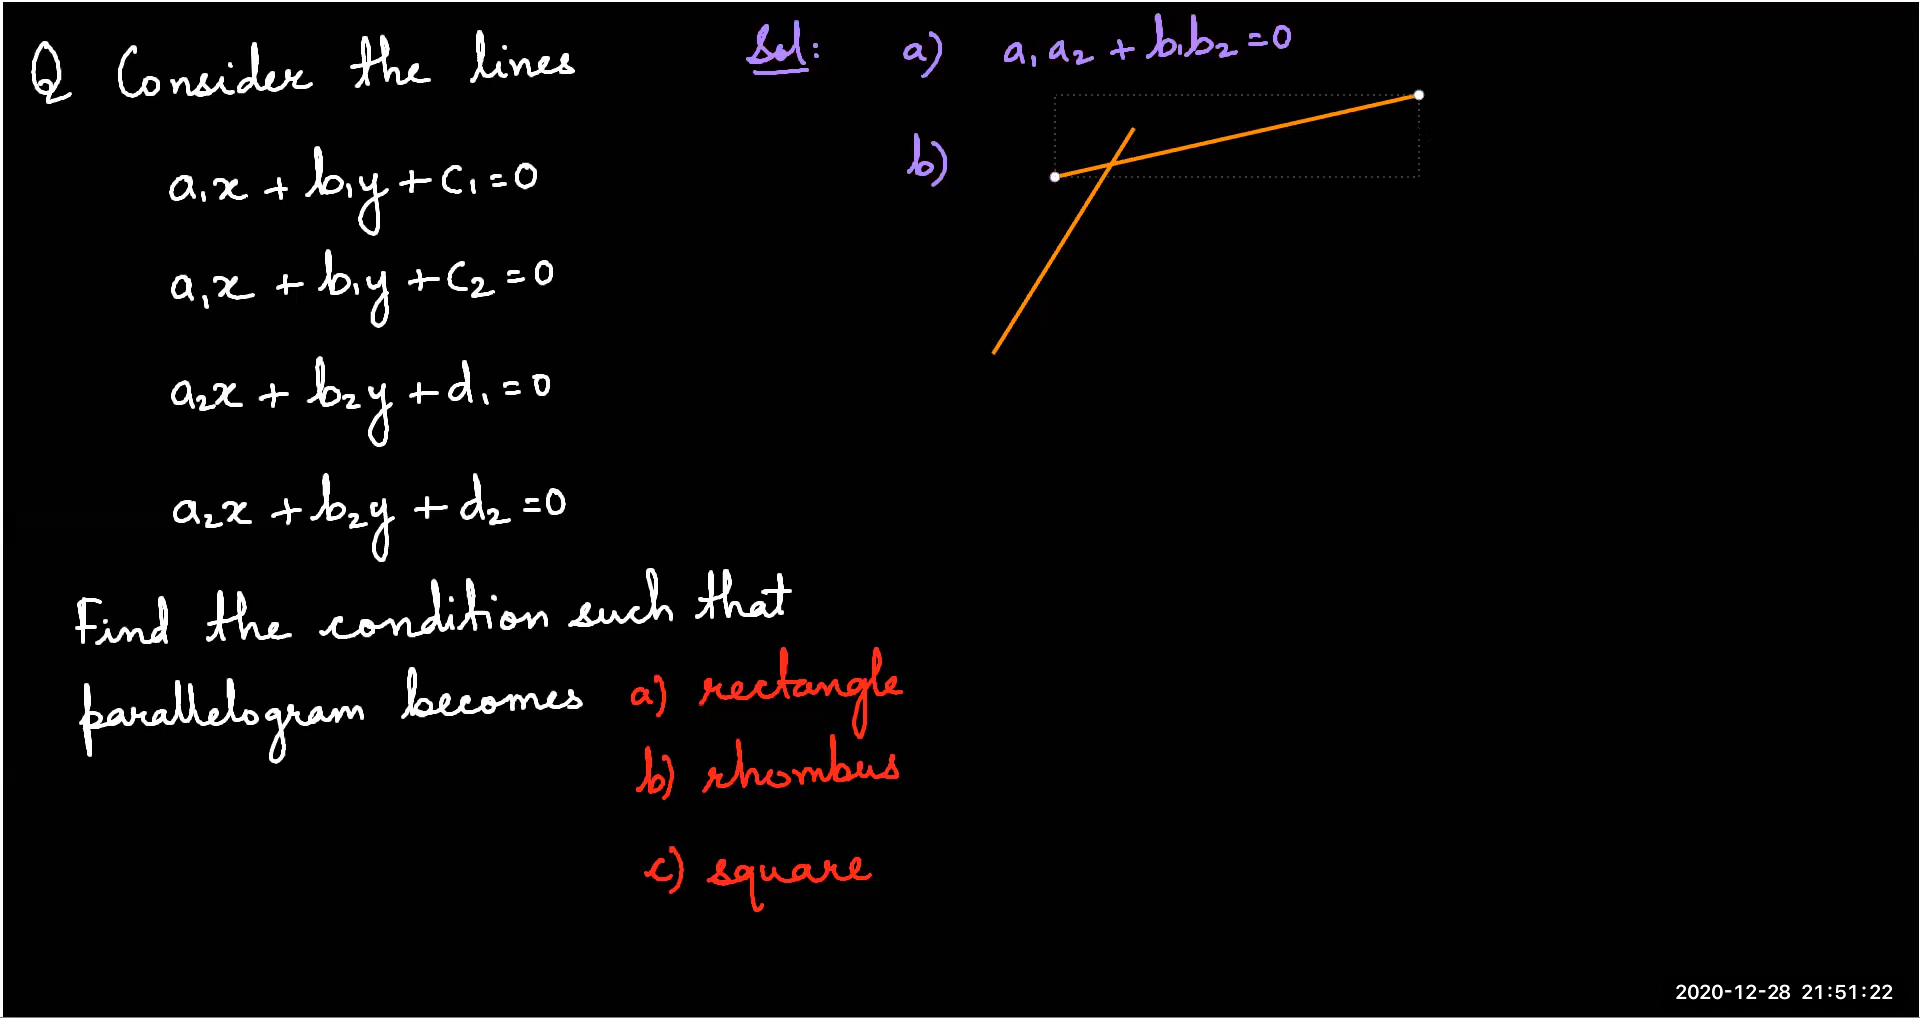 Q Consider the lines
a₁x + b₁y + c₁ = 0
a₁x + b₁y + c₂ = 0
a₂x + b₂y + d₁ = 0
a₂x + b₂y + d₂ = 0
Find the condition such that
parallelogram becomes a) rectangle
b) rhombus
c) square
Sol: a) a₁a₂ + b₁b₂ = 0
b)
2020-12-28 21:51:22